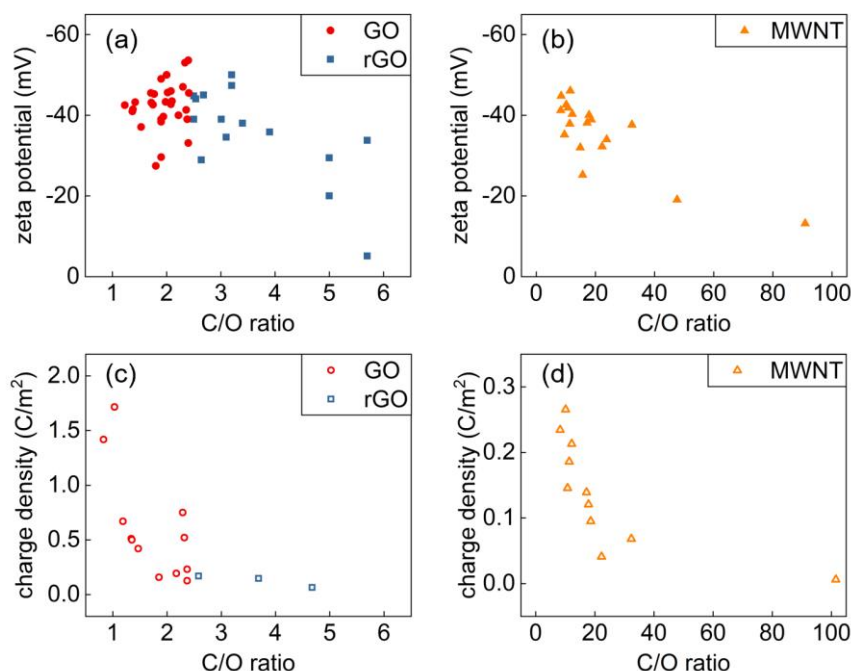 (a)
GO
rGO
zeta potential (mV)
-60
-40
-20
0
1 2 3 4 5 6
C/O ratio
(b)
MWNT
zeta potential (mV)
-60
-40
-20
0
0 20 40 60 80 100
C/O ratio
(c)
GO
rGO
charge density (C/m²)
2.0
1.5
1.0
0.5
0.0
1 2 3 4 5 6
C/O ratio
(d)
MWNT
charge density (C/m²)
0.3
0.2
0.1
0.0
0 20 40 60 80 100
C/O ratio